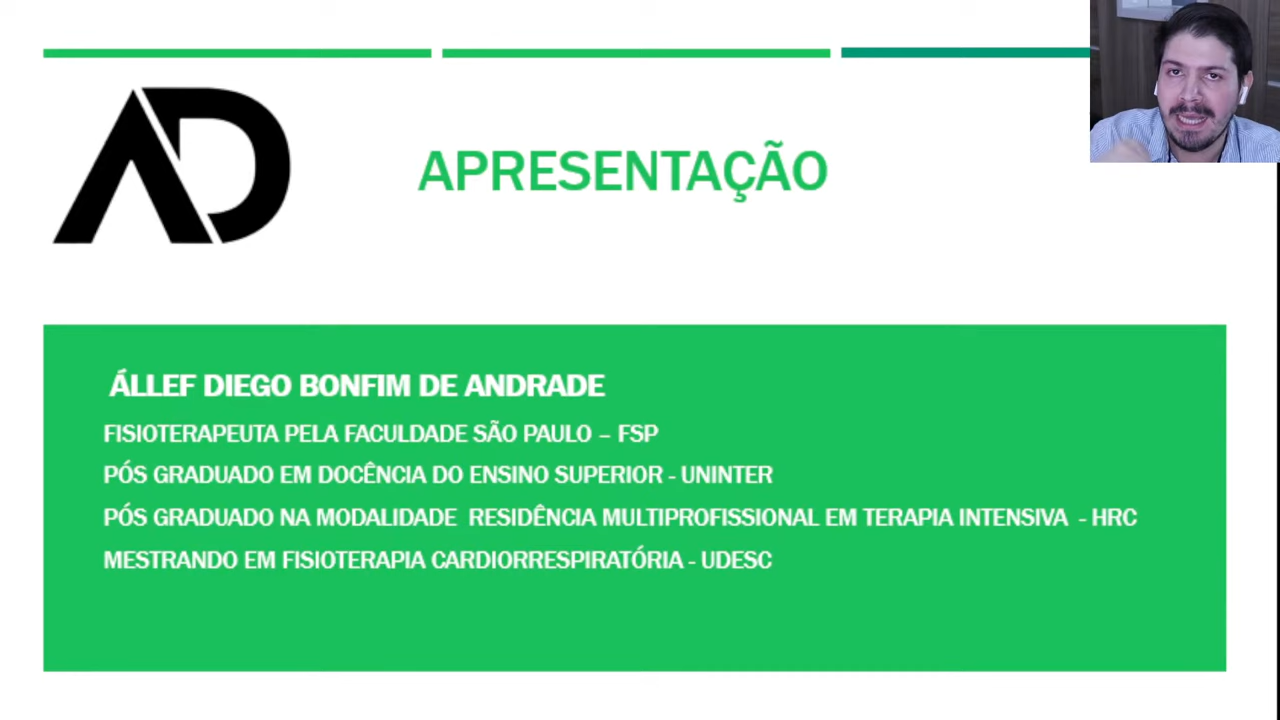 AD
APRESENTAÇÃO
ÁLLEF DIEGO BONFIM DE ANDRADE
FISIOTERAPEUTA PELA FACULDADE SÃO PAULO – FSP
PÓS GRADUADO EM DOCÊNCIA DO ENSINO SUPERIOR - UNINTER
PÓS GRADUADO NA MODALIDADE RESIDÊNCIA MULTIPROFISSIONAL EM TERAPIA INTENSIVA - HRC
MESTRANDO EM FISIOTERAPIA CARDIORRESPIRATÓRIA - UDESC